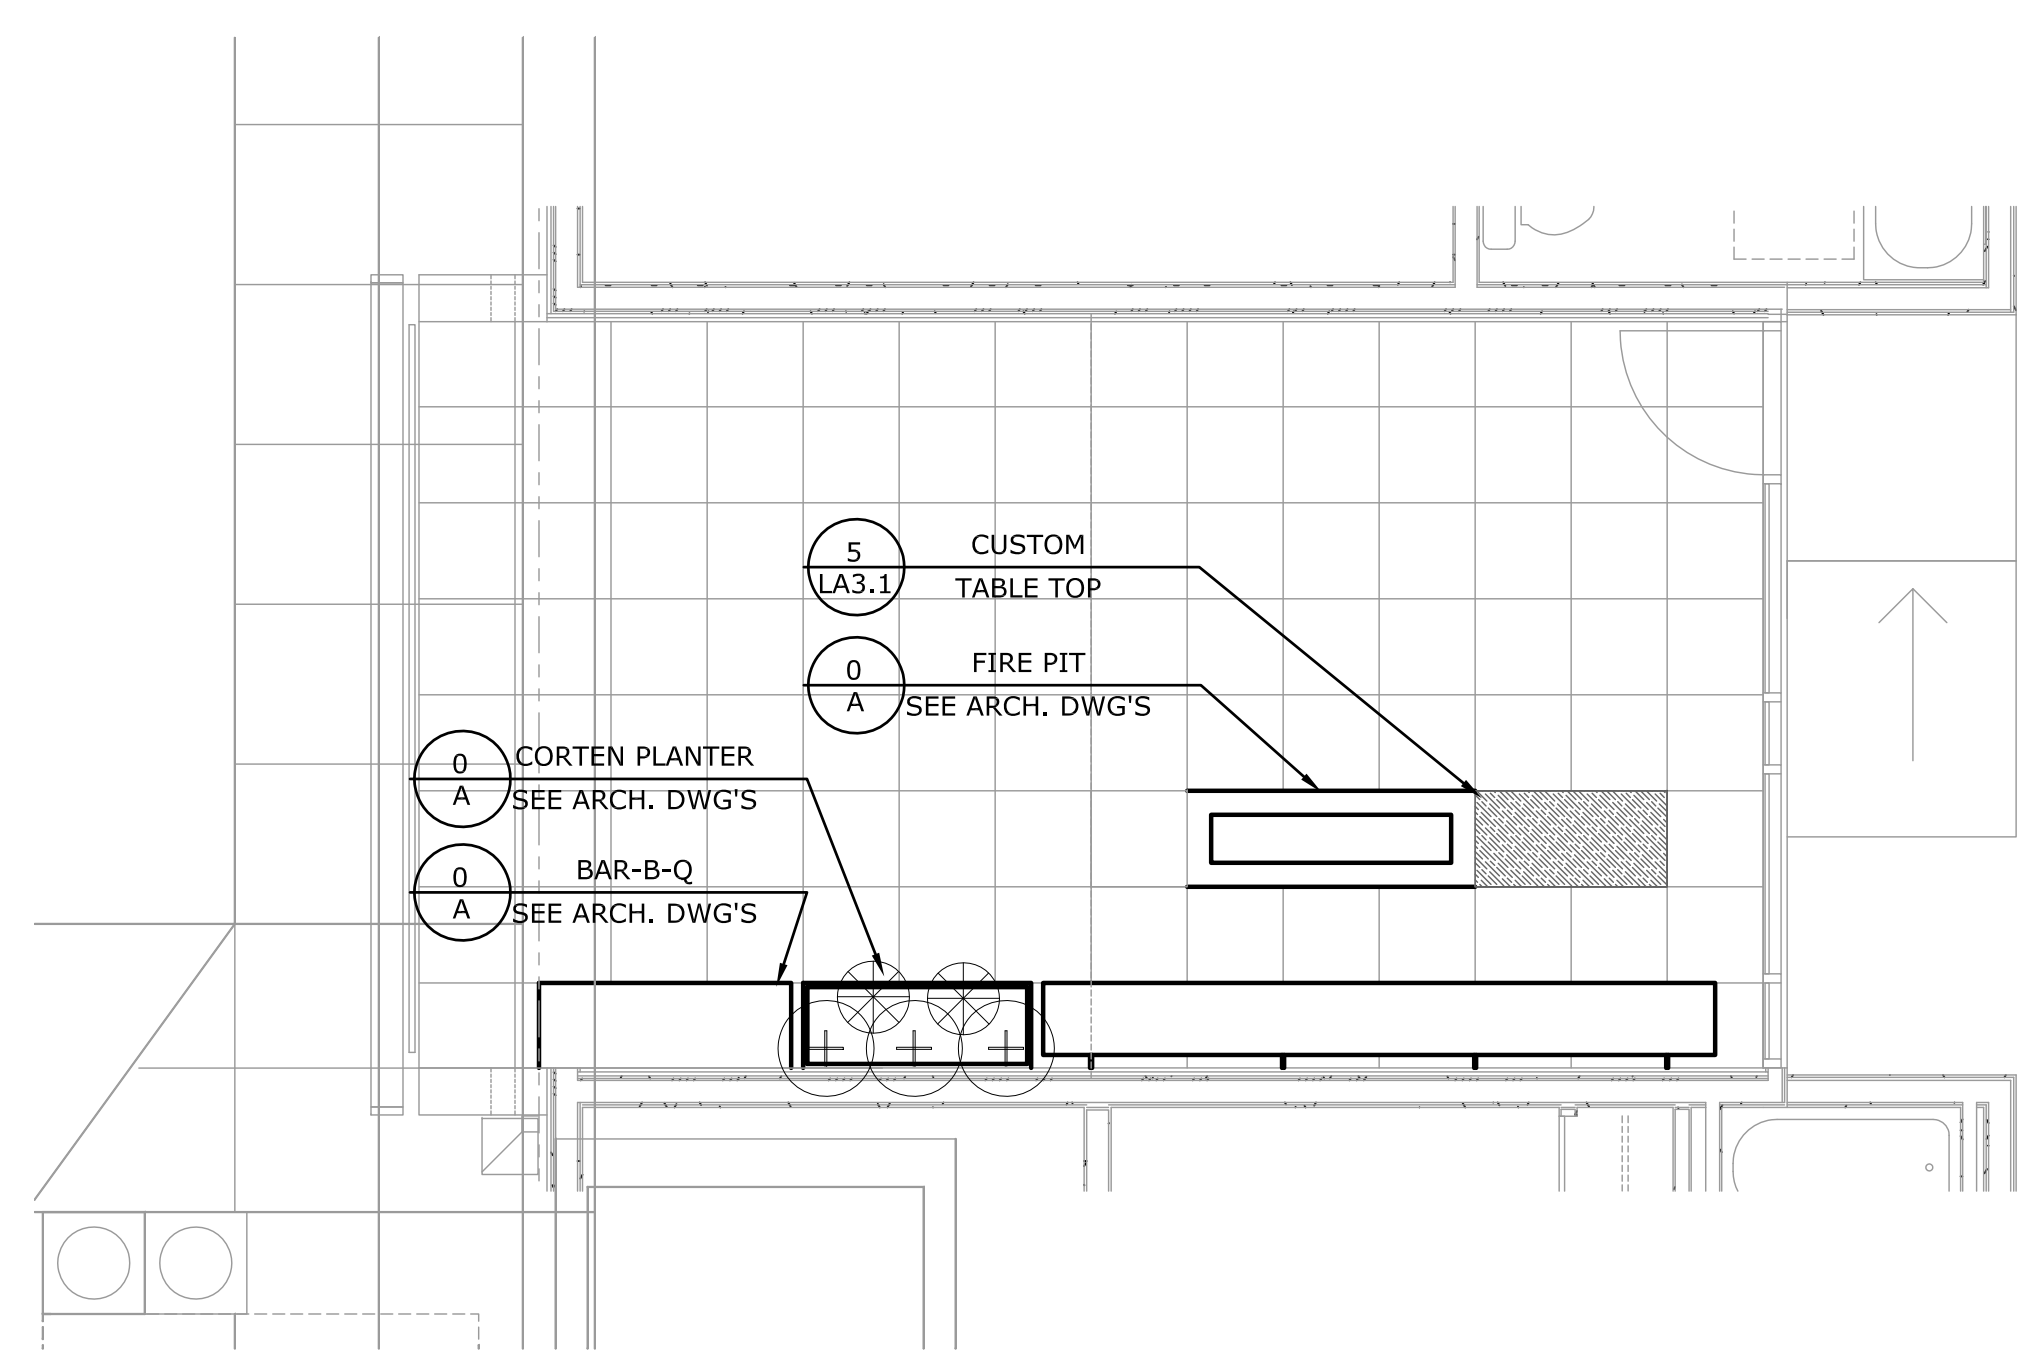 5
CUSTOM
LA3.1
TABLE TOP
0
FIRE PIT
A
SEE ARCH. DWG'S
0
CORTEN PLANTER
A
SEE ARCH. DWG'S
0
BAR-B-Q
A
SEE ARCH. DWG'S